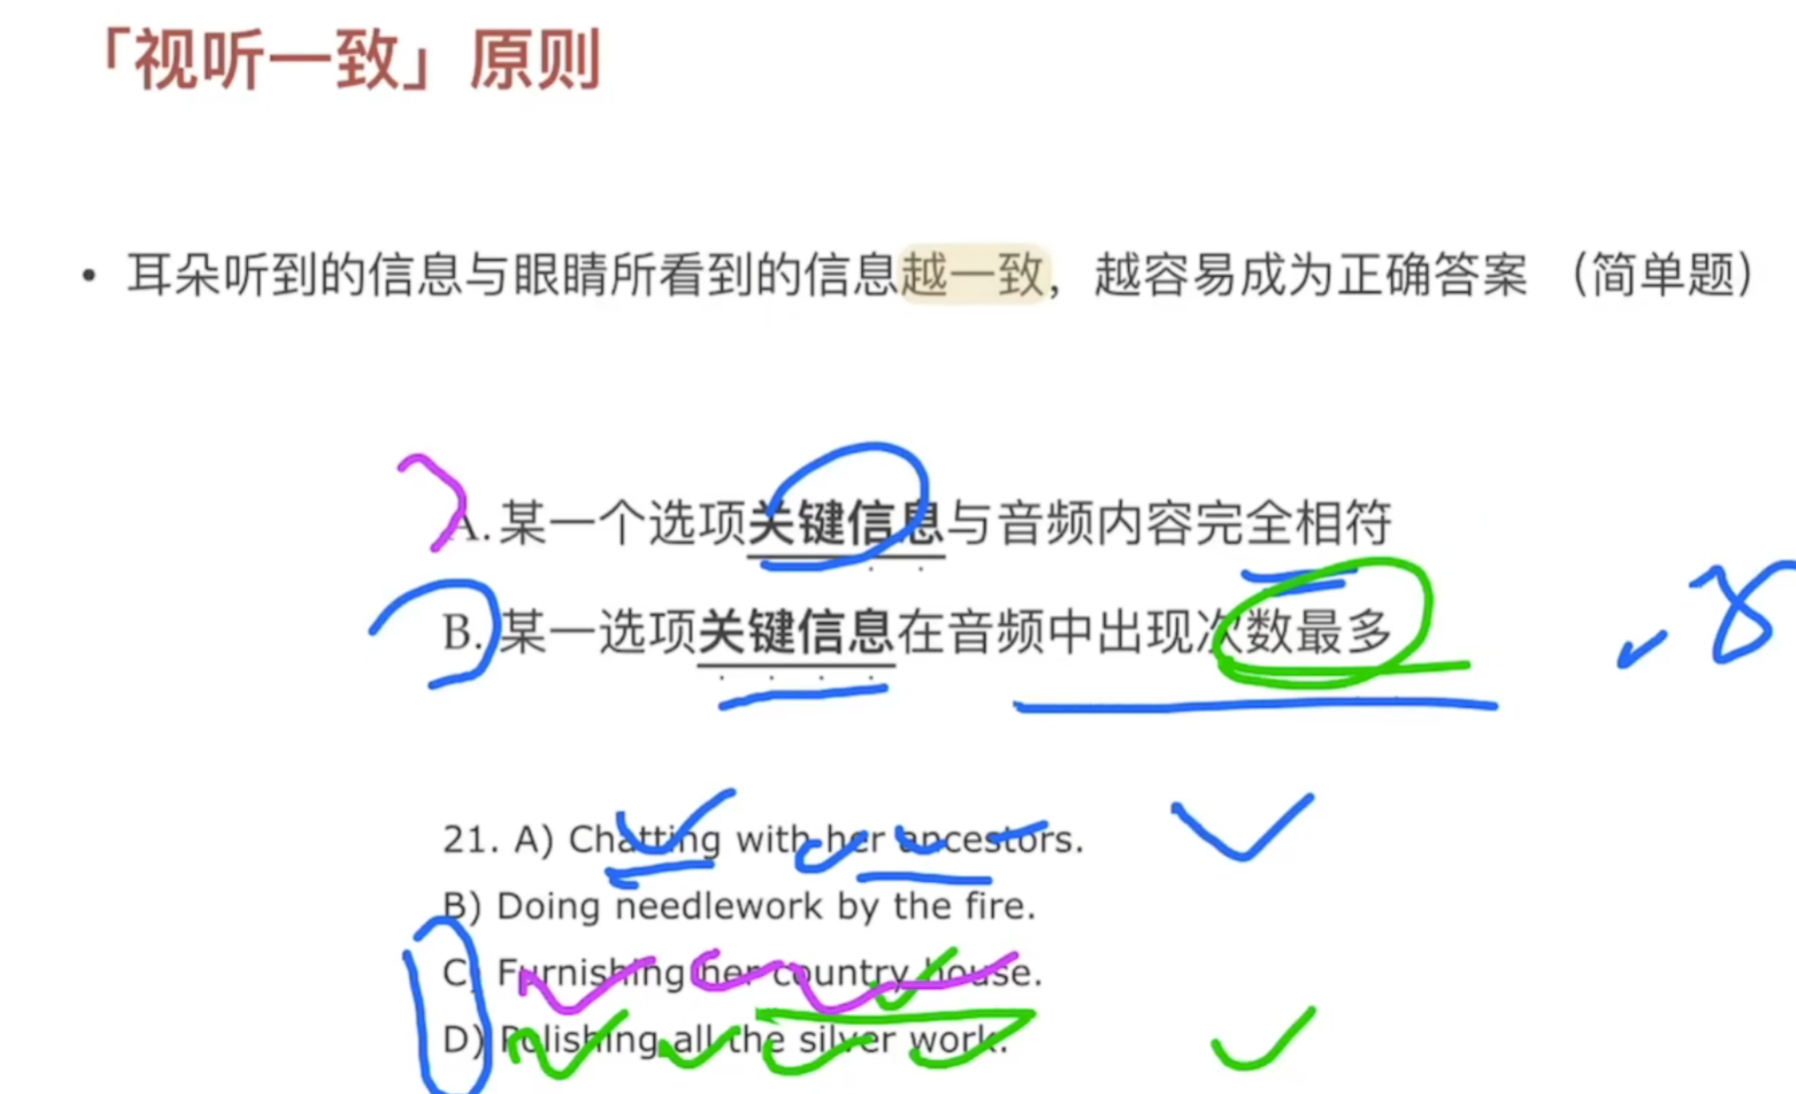 「视听一致」原则
• 耳朵听到的信息与眼睛所看到的信息越一致，越容易成为正确答案 （简单题）
A. 某一个选项关键信息与音频内容完全相符
B. 某一选项关键信息在音频中出现次数最多
21. A) Chatting with her ancestors.
B) Doing needlework by the fire.
C) Furnishing her country house.
D) Polishing all the silver work.